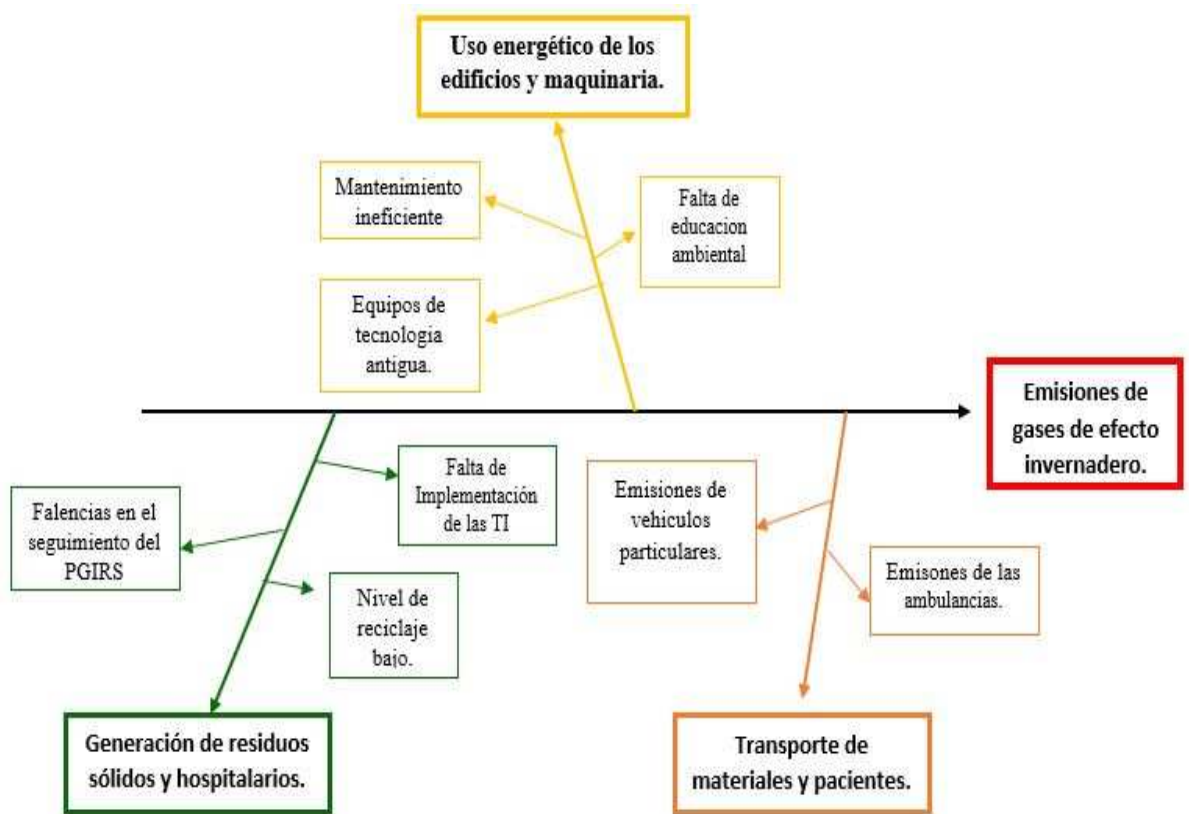 Uso energético de los
edificios y maquinaria.
Mantenimiento
ineficiente
Falta de
educacion
ambiental
Equipos de
tecnologia
antigua.
Emisiones de
gases de efecto
invernadero.
Falta de
Implementación
de las TI
Falencias en el
seguimiento del
PGIRS
Nivel de
reciclaje
bajo.
Emisiones de
vehiculos
particulares.
Emisones de las
ambulancias.
Generación de residuos
sólidos y hospitalarios.
Transporte de
materiales y pacientes.